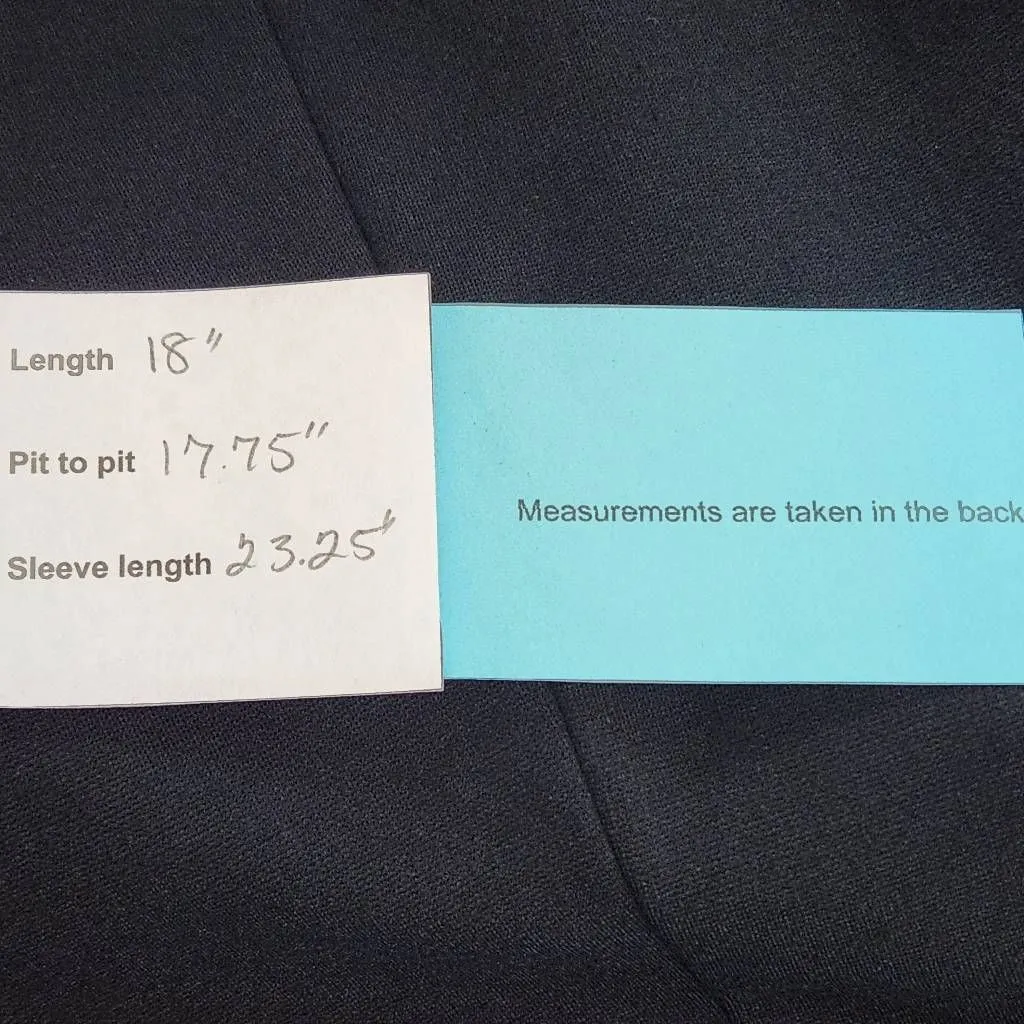 Length 18"
Pit to pit 17.75"
Sleeve length 23.25"
Measurements are taken in the back